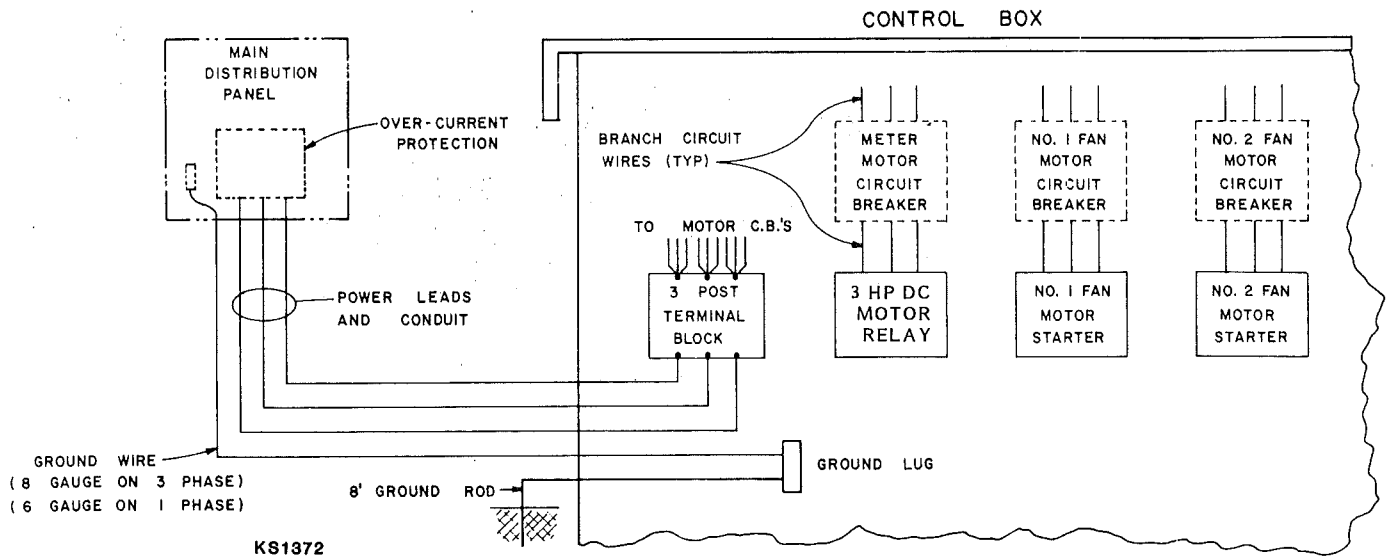 CONTROL BOX
MAIN
DISTRIBUTION
PANEL
OVER-CURRENT
PROTECTION
BRANCH CIRCUIT
WIRES (TYP)
METER
MOTOR
CIRCUIT
BREAKER
NO. 1 FAN
MOTOR
CIRCUIT
BREAKER
NO. 2 FAN
MOTOR
CIRCUIT
BREAKER
TO MOTOR C.B.'S
POWER LEADS
AND CONDUIT
3 POST
TERMINAL
BLOCK
3 HP DC
MOTOR
RELAY
NO. 1 FAN
MOTOR
STARTER
NO. 2 FAN
MOTOR
STARTER
GROUND WIRE
(8 GAUGE ON 3 PHASE)
(6 GAUGE ON 1 PHASE)
8' GROUND ROD
GROUND LUG
KS1372